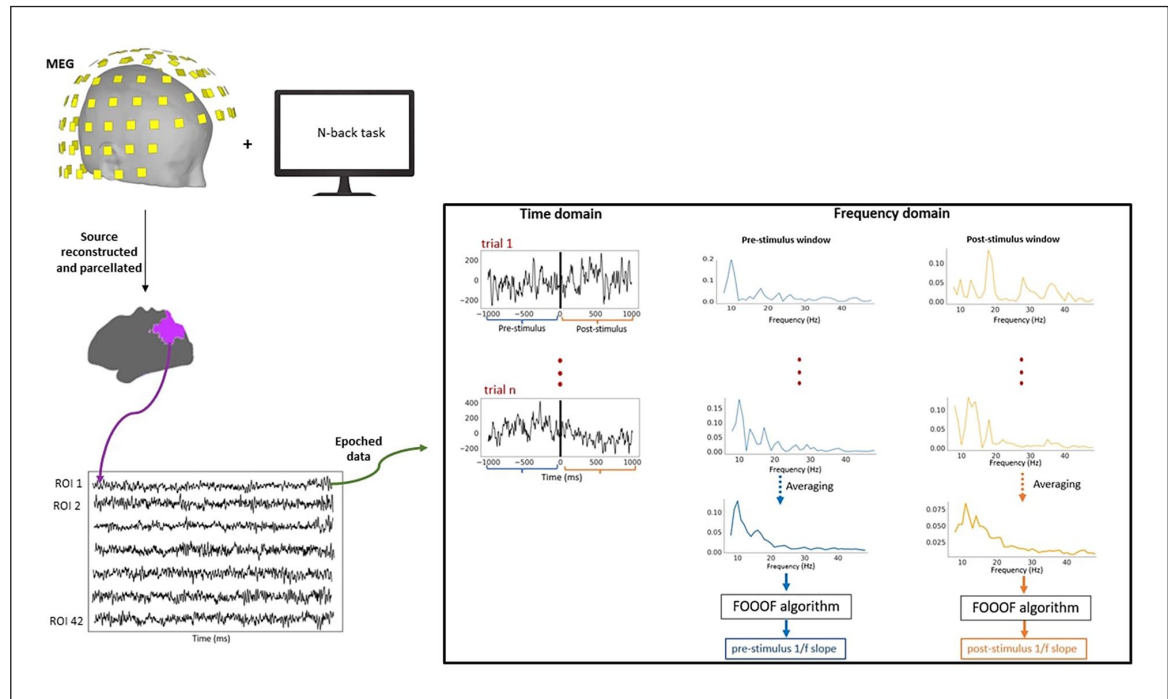 MEG
+
N-back task
Source
reconstructed
and parcellated
Epoched
data
ROI 1
ROI 2
ROI 42
Time (ms)
Time domain
Frequency domain
trial 1
200
0
−200
-1000 -500 0 500 1000
Pre-stimulus
Post-stimulus
trial n
400
200
0
−200
-1000 -500 0 500 1000
Time (ms)
Pre-stimulus window
0.2
0.1
0.0
10 20 30 40
Frequency (Hz)
0.15
0.10
0.05
0.00
10 20 30 40
Frequency (Hz)
Averaging
0.10
0.05
0.00
10 20 30 40
Frequency (Hz)
FOOOF algorithm
pre-stimulus 1/f slope
Post-stimulus window
0.10
0.05
0.00
10 20 30 40
Frequency (Hz)
0.10
0.05
0.00
10 20 30 40
Frequency (Hz)
Averaging
0.075
0.050
0.025
10 20 30 40
Frequency (Hz)
FOOOF algorithm
post-stimulus 1/f slope